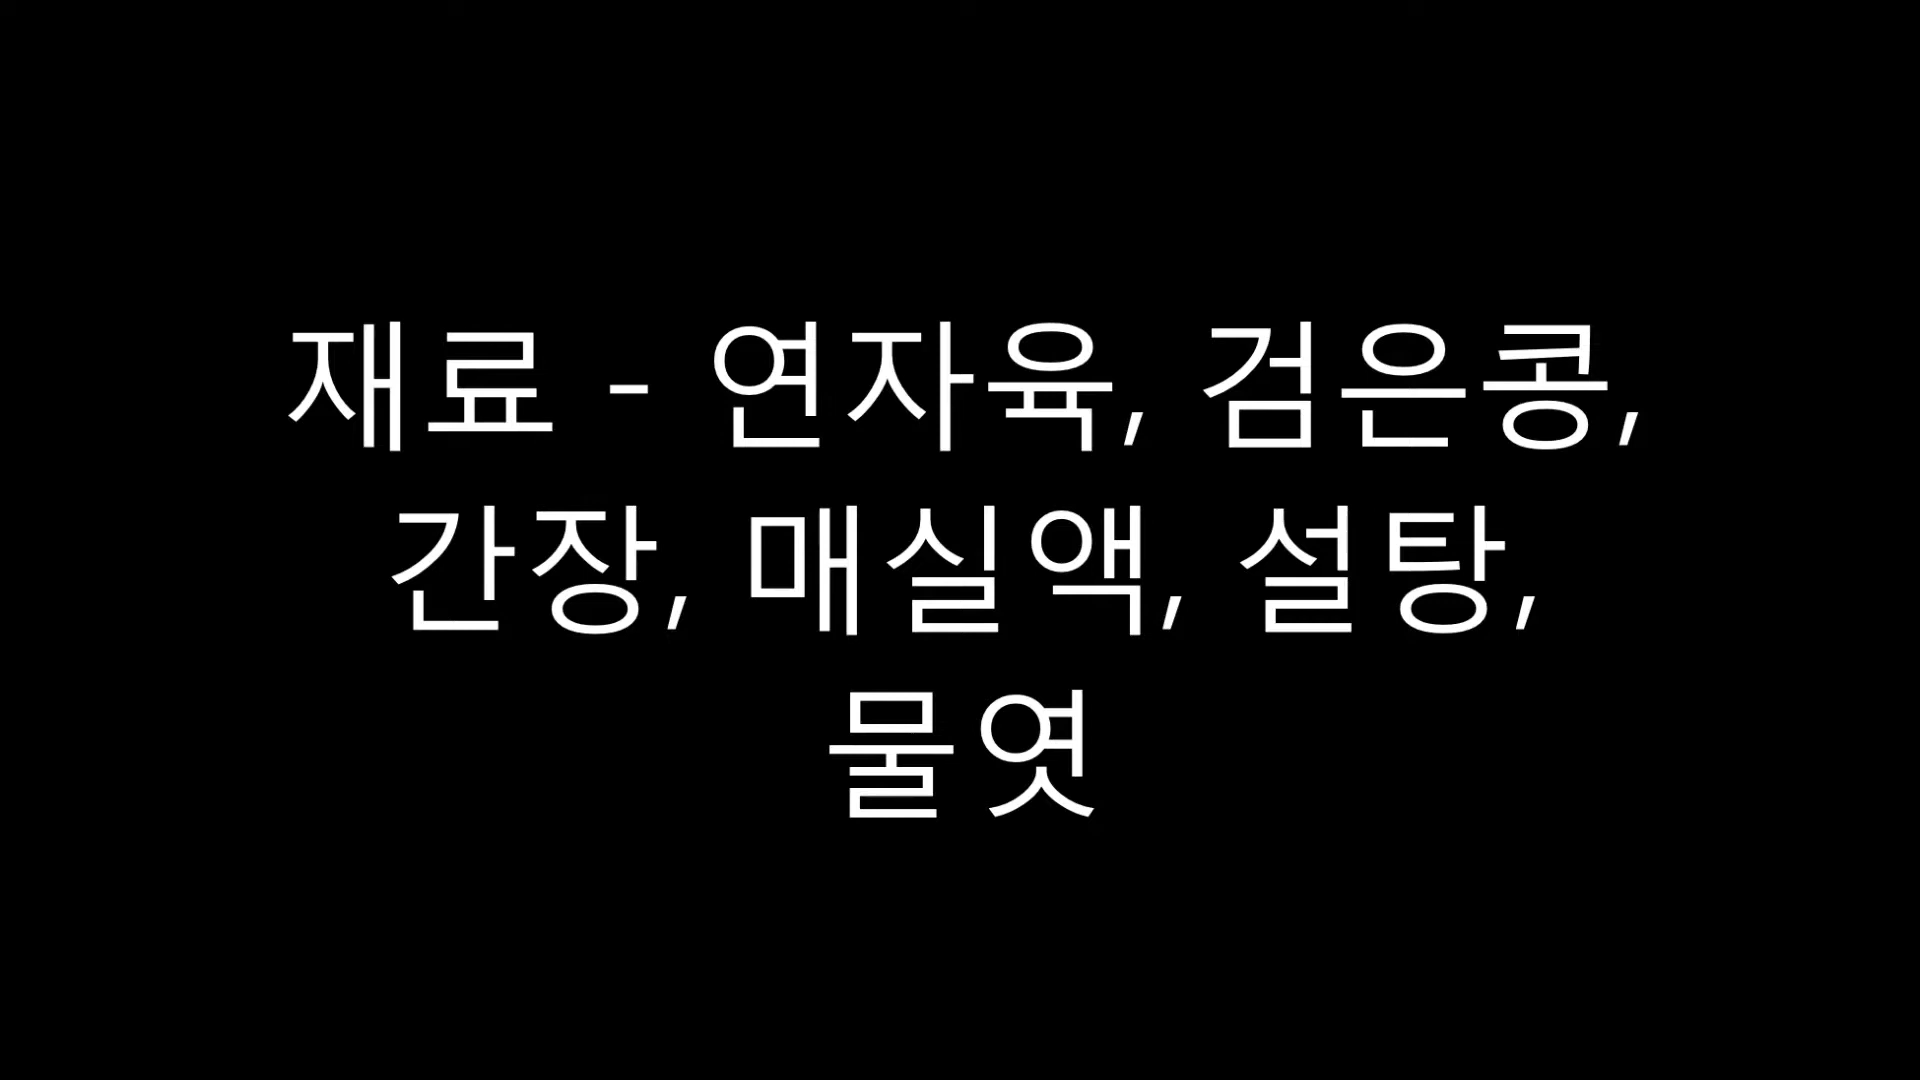 재료 - 연자육, 검은콩,
간장, 매실액, 설탕,
물엿